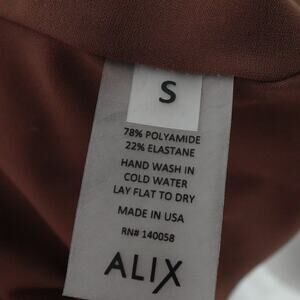 S
78% POLYAMIDE
22% ELASTANE
HAND WASH IN
COLD WATER
LAY FLAT TO DRY
MADE IN USA
RN# 140058
ALIX